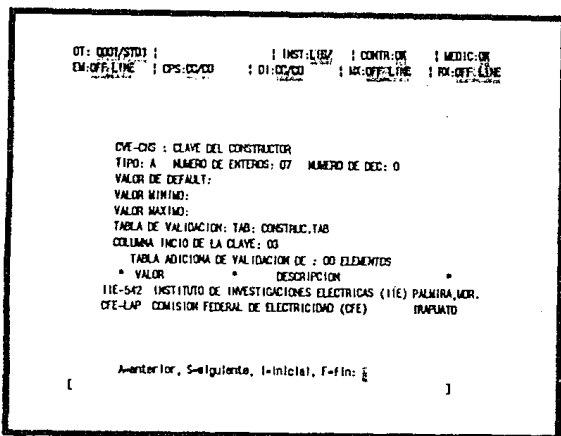 OT: 0001/ST01 | | INST:LIB/ | CONTR:OK | MEDIC:OK
EM:OFF-LINE | CPS:CC/CO | DI:CC/CO | MX:OFF-LINE | RX:OFF-LINE
CVE-CNS : CLAVE DEL CONSTRUCTOR
TIPO: A NUMERO DE ENTEROS: 07 NUMERO DE DEC: 0
VALOR DE DEFAULT:
VALOR MINIMO:
VALOR MAXIMO:
TABLA DE VALIDACION: TAB: CONSTRUC.TAB
COLUMNA INCIO DE LA CLAVE: 03
TABLA ADICIONA DE VALIDACION DE : 00 ELEMENTOS
* VALOR * DESCRIPCION *
IIE-542 INSTITUTO DE INVESTIGACIONES ELECTRICAS (IIE) PALMIRA,MOR.
CFE-LAP COMISION FEDERAL DE ELECTRICIDAD (CFE) IRAPUATO
A=anterior, S=siguiente, I=inicial, F=fin:
[ ]